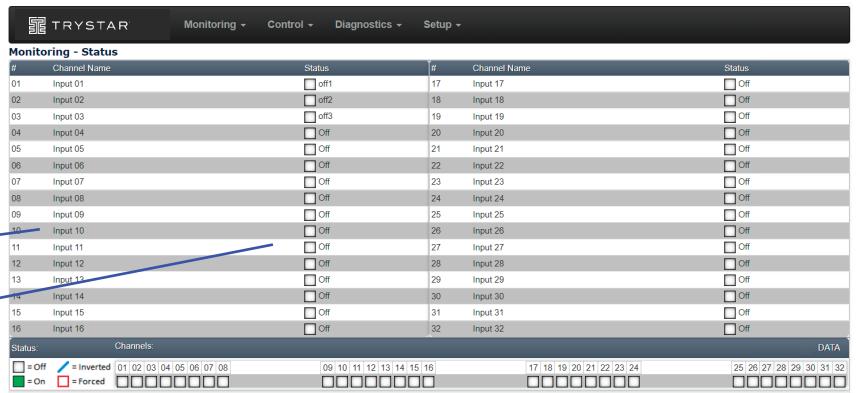 TRYSTAR Monitoring Control Diagnostics Setup
Monitoring - Status
# Channel Name Status # Channel Name Status
01 Input 01 off1 17 Input 17 Off
02 Input 02 off2 18 Input 18 Off
03 Input 03 off3 19 Input 19 Off
04 Input 04 Off 20 Input 20 Off
05 Input 05 Off 21 Input 21 Off
06 Input 06 Off 22 Input 22 Off
07 Input 07 Off 23 Input 23 Off
08 Input 08 Off 24 Input 24 Off
09 Input 09 Off 25 Input 25 Off
10 Input 10 Off 26 Input 26 Off
11 Input 11 Off 27 Input 27 Off
12 Input 12 Off 28 Input 28 Off
13 Input 13 Off 29 Input 29 Off
14 Input 14 Off 30 Input 30 Off
15 Input 15 Off 31 Input 31 Off
16 Input 16 Off 32 Input 32 Off
Status: Channels: DATA
= Off = Inverted 01 02 03 04 05 06 07 08 09 10 11 12 13 14 15 16 17 18 19 20 21 22 23 24 25 26 27 28 29 30 31 32
= On = Forced